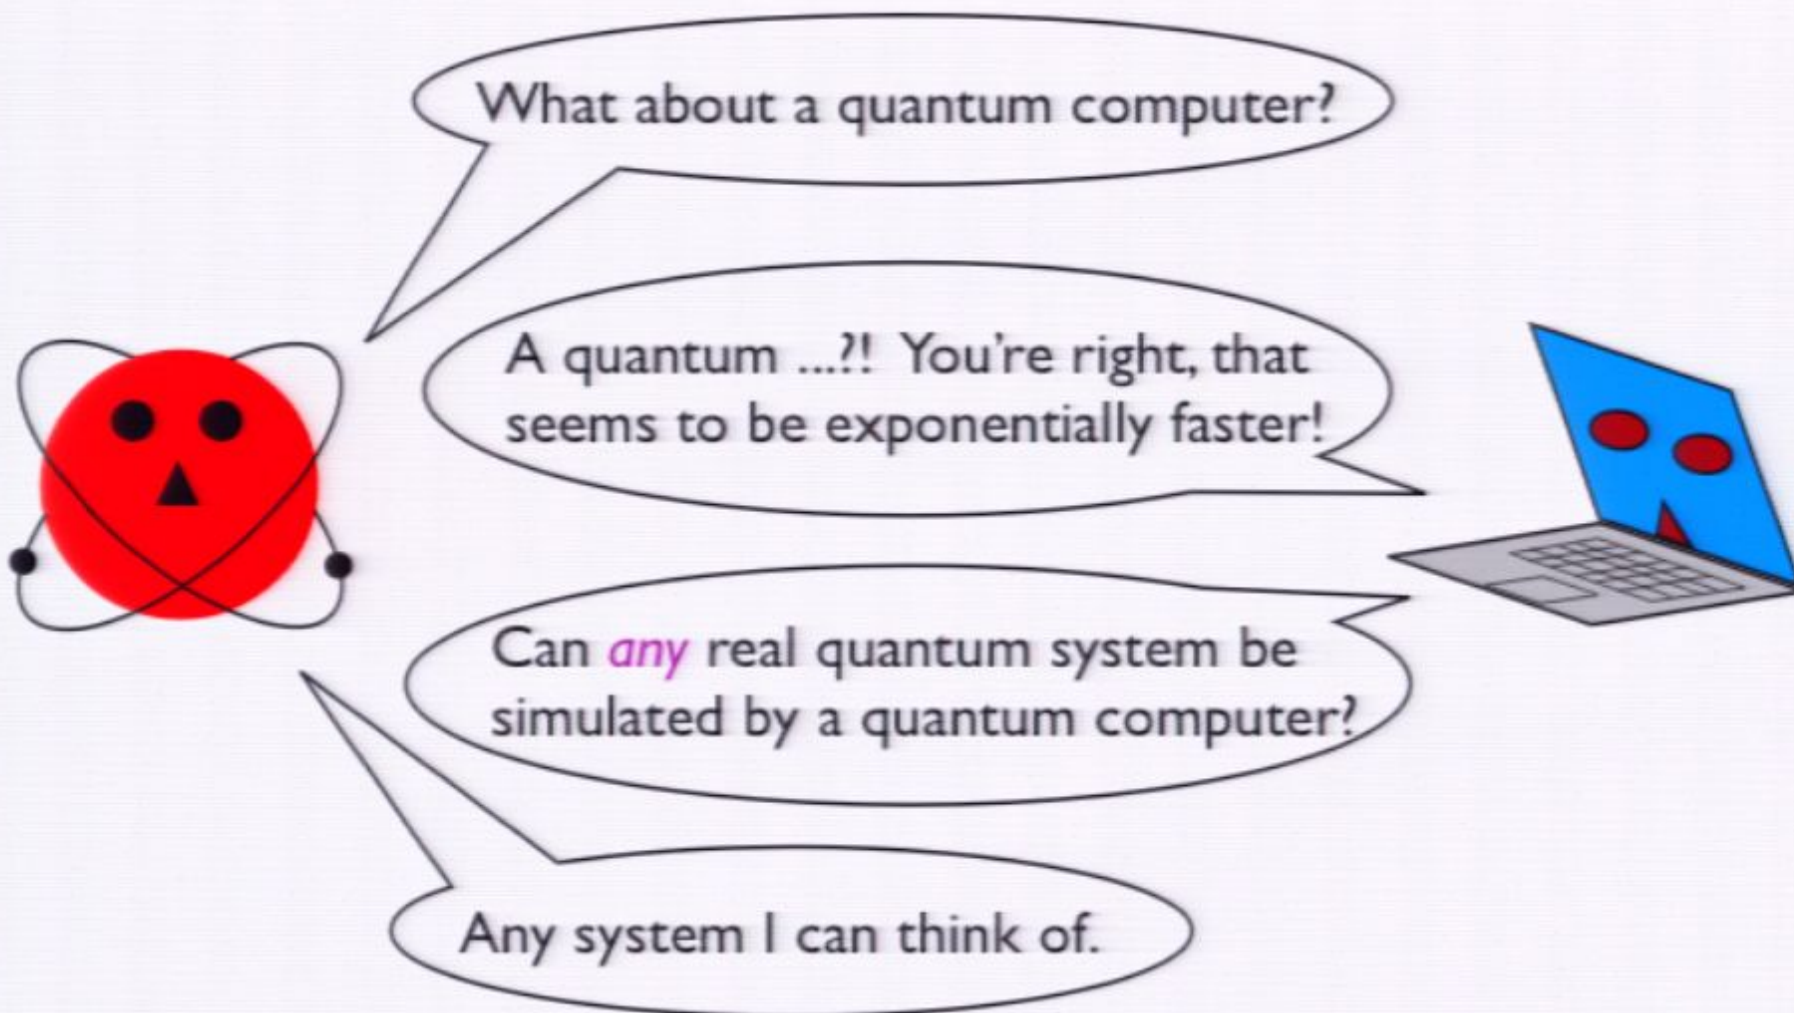 What about a quantum computer?
A quantum ...?! You're right, that
seems to be exponentially faster!
Can any real quantum system be
simulated by a quantum computer?
Any system I can think of.